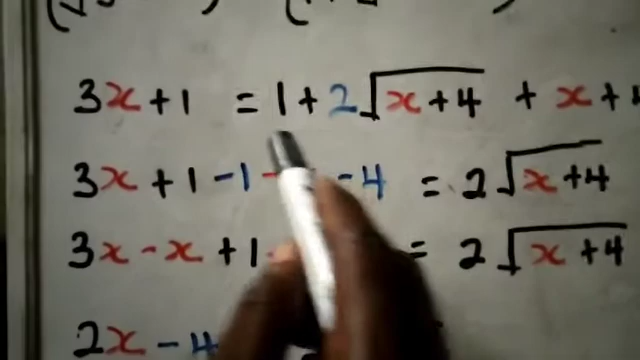 3x + 1 = 1 + 2√(x + 4) + x +
3x + 1 - 1 - - 4 = 2√(x + 4)
3x - x + 1 = 2√(x + 4)
2x - 4